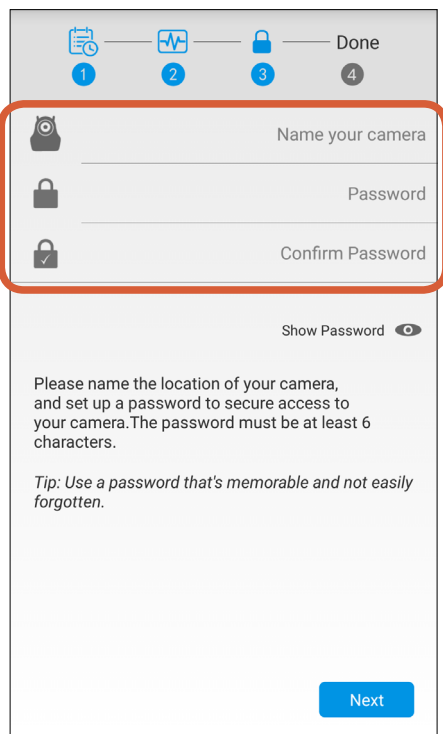 Done
1 2 3 4
Name your camera
Password
Confirm Password
Show Password
Please name the location of your camera,
and set up a password to secure access to
your camera.The password must be at least 6
characters.
Tip: Use a password that's memorable and not easily
forgotten.
Next